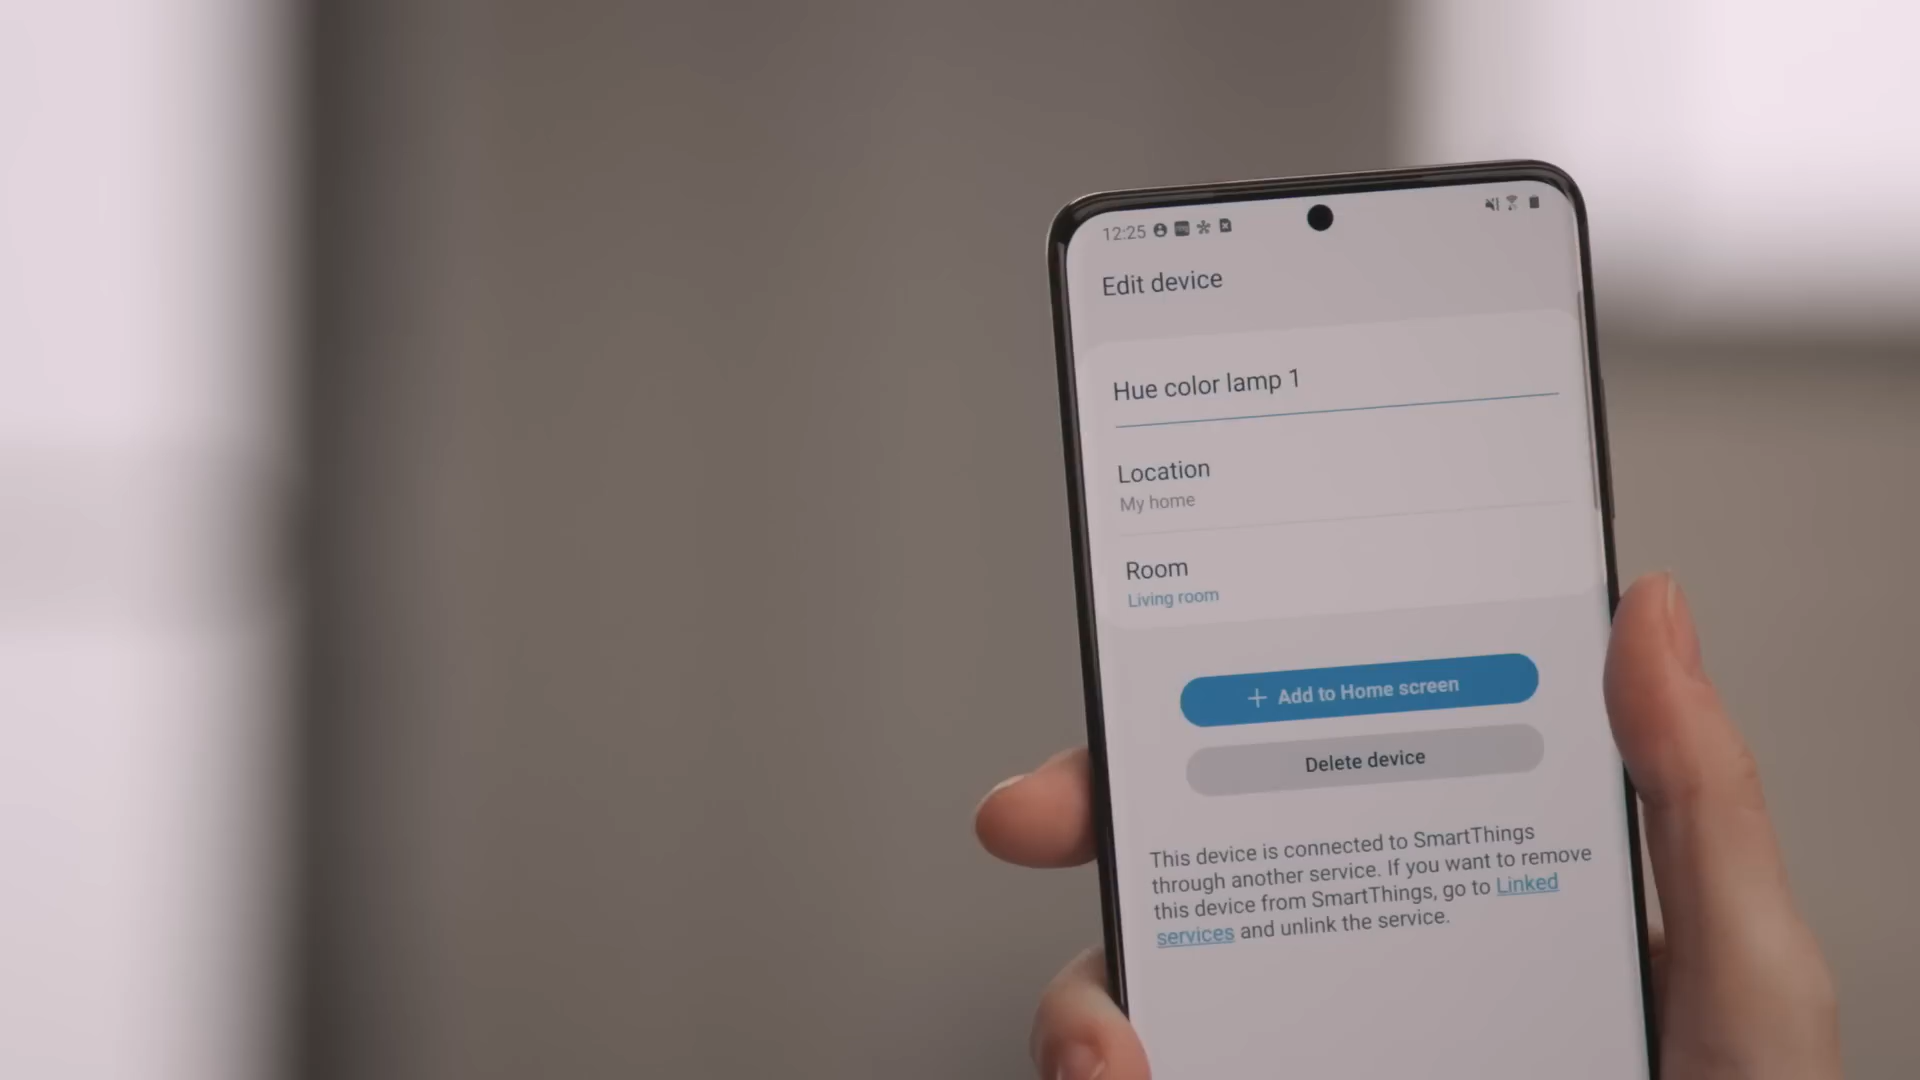 12:25
Edit device
Hue color lamp 1
Location
My home
Room
Living room
+ Add to Home screen
Delete device
This device is connected to SmartThings
through another service. If you want to remove
this device from SmartThings, go to Linked
services and unlink the service.